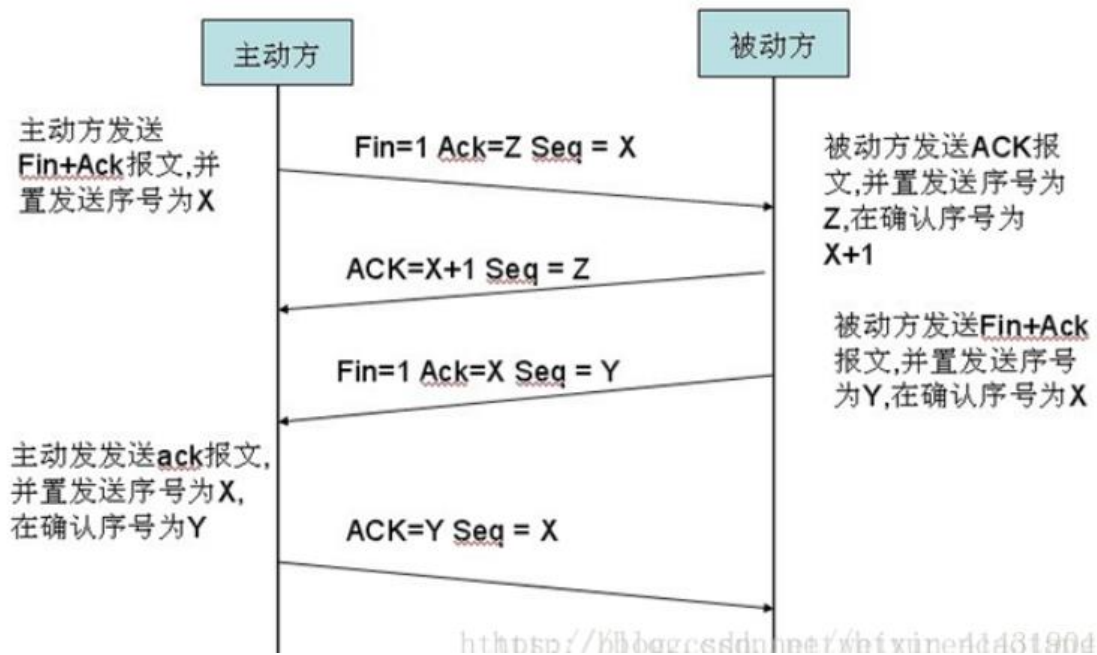 主动方
被动方
主动方发送
Fin+Ack报文,并
置发送序号为X
Fin=1 Ack=Z Seq = X
被动方发送ACK报
文,并置发送序号为
Z,在确认序号为
X+1
ACK=X+1 Seq = Z
被动方发送Fin+Ack
报文,并置发送序号
为Y,在确认序号为X
Fin=1 Ack=X Seq = Y
主动发发送ack报文,
并置发送序号为X,
在确认序号为Y
ACK=Y Seq = X